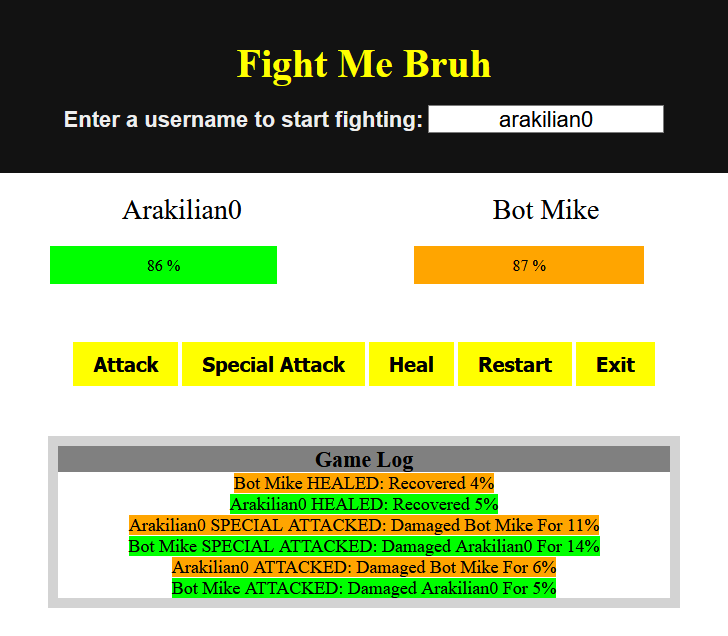 Fight Me Bruh
Enter a username to start fighting: arakilian0
Arakilian0 Bot Mike
86 % 87 %
Attack Special Attack Heal Restart Exit
Game Log
Bot Mike HEALED: Recovered 4%
Arakilian0 HEALED: Recovered 5%
Arakilian0 SPECIAL ATTACKED: Damaged Bot Mike For 11%
Bot Mike SPECIAL ATTACKED: Damaged Arakilian0 For 14%
Arakilian0 ATTACKED: Damaged Bot Mike For 6%
Bot Mike ATTACKED: Damaged Arakilian0 For 5%